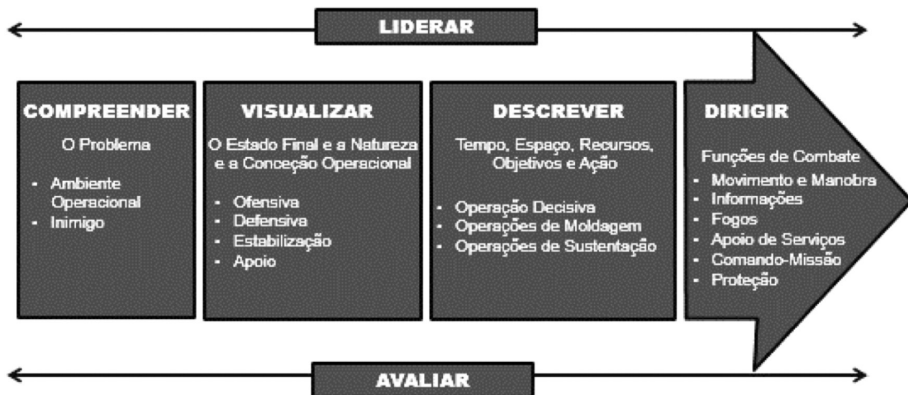 LIDERAR
COMPREENDER
O Problema
- Ambiente
Operacional
- Inimigo
VISUALIZAR
O Estado Final e a Natureza
e a Conceção Operacional
- Ofensiva
- Defensiva
- Estabilização
- Apoio
DESCREVER
Tempo, Espaço, Recursos,
Objetivos e Ação
- Operação Decisiva
- Operações de Moldagem
- Operações de Sustentação
DIRIGIR
Funções de Combate
- Movimento e Manobra
- Informações
- Fogos
- Apoio de Serviços
- Comando-Missão
- Proteção
AVALIAR